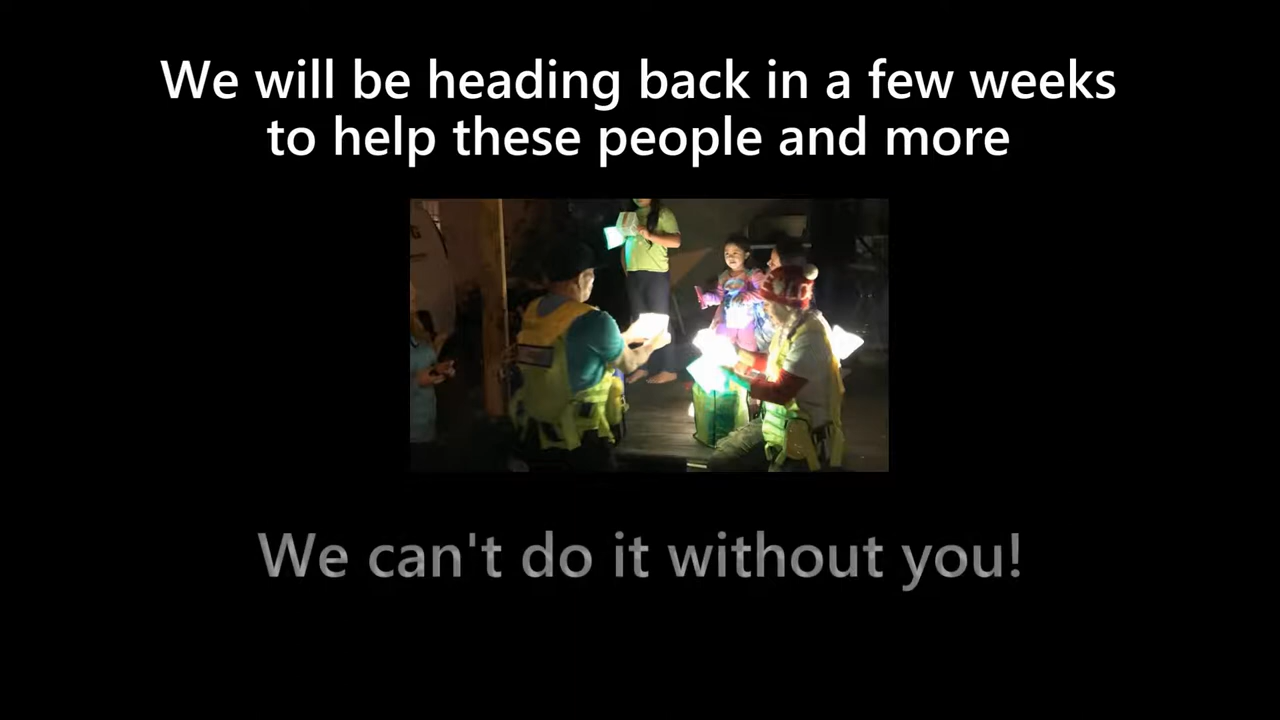 We will be heading back in a few weeks
to help these people and more
We can't do it without you!